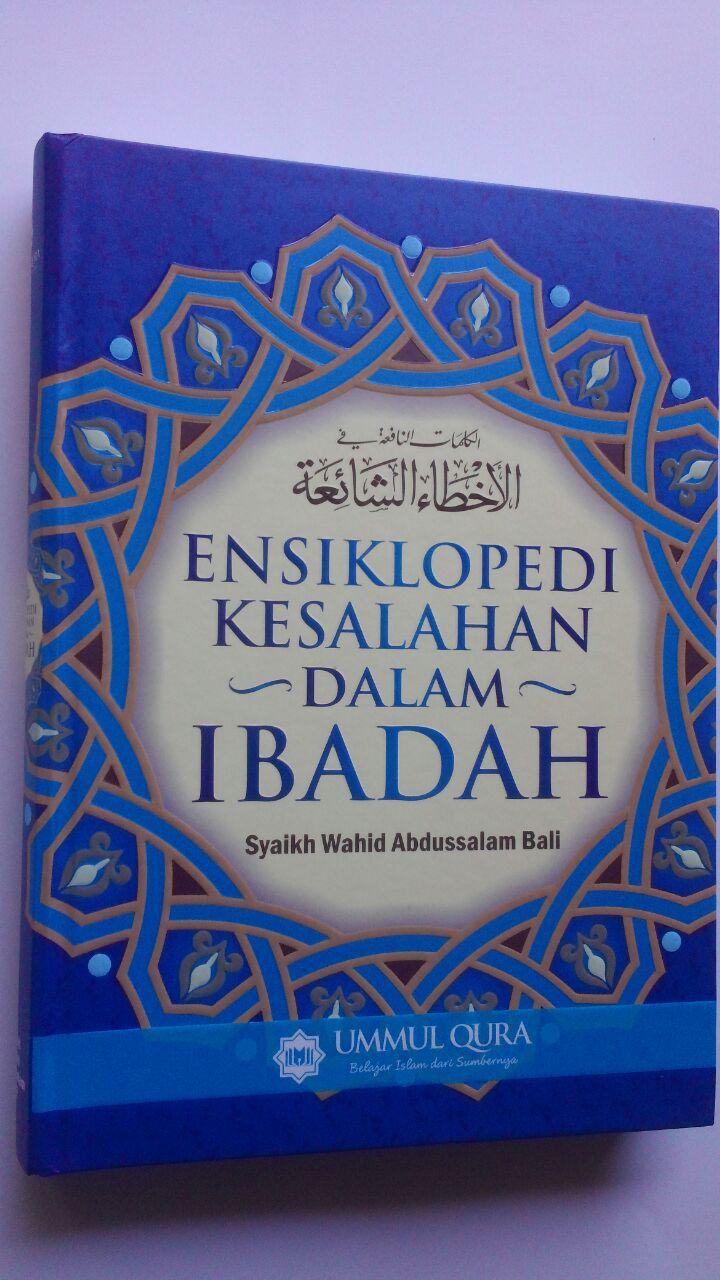 الكلمات النافعة في
الأخطاء الشائعة
ENSIKLOPEDI
KESALAHAN
DALAM
IBADAH
Syaikh Wahid Abdussalam Bali
UMMUL QURA
Belajar Islam dari Sumbernya